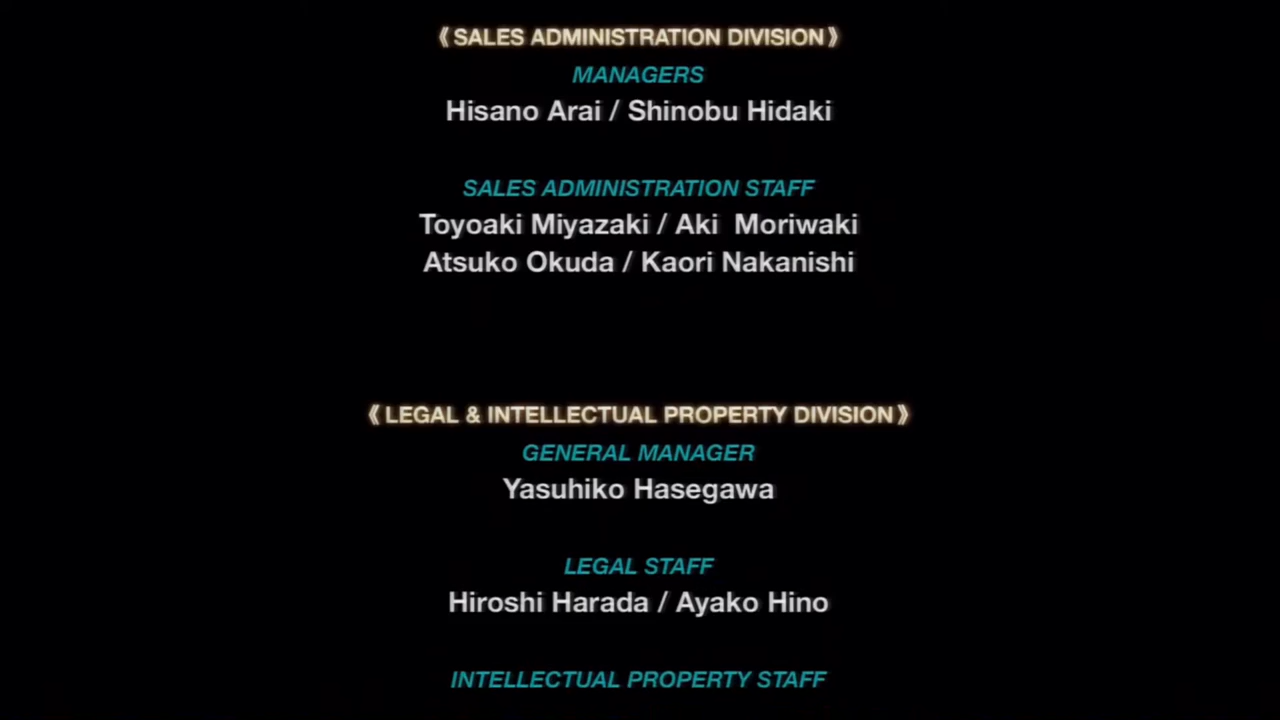 《SALES ADMINISTRATION DIVISION》
MANAGERS
Hisano Arai / Shinobu Hidaki
SALES ADMINISTRATION STAFF
Toyoaki Miyazaki / Aki  Moriwaki
Atsuko Okuda / Kaori Nakanishi
《LEGAL & INTELLECTUAL PROPERTY DIVISION》
GENERAL MANAGER
Yasuhiko Hasegawa
LEGAL STAFF
Hiroshi Harada / Ayako Hino
INTELLECTUAL PROPERTY STAFF